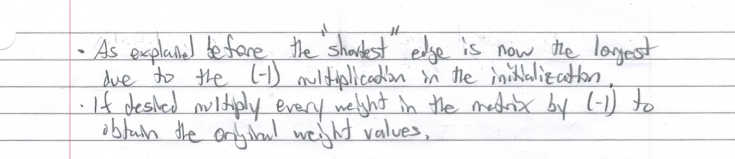 · As explained before the "shortest" edge is now the longest
due to the (-1) multiplication in the initialization.
· If desired multiply every weight in the matrix by (-1) to
obtain the original weight values.